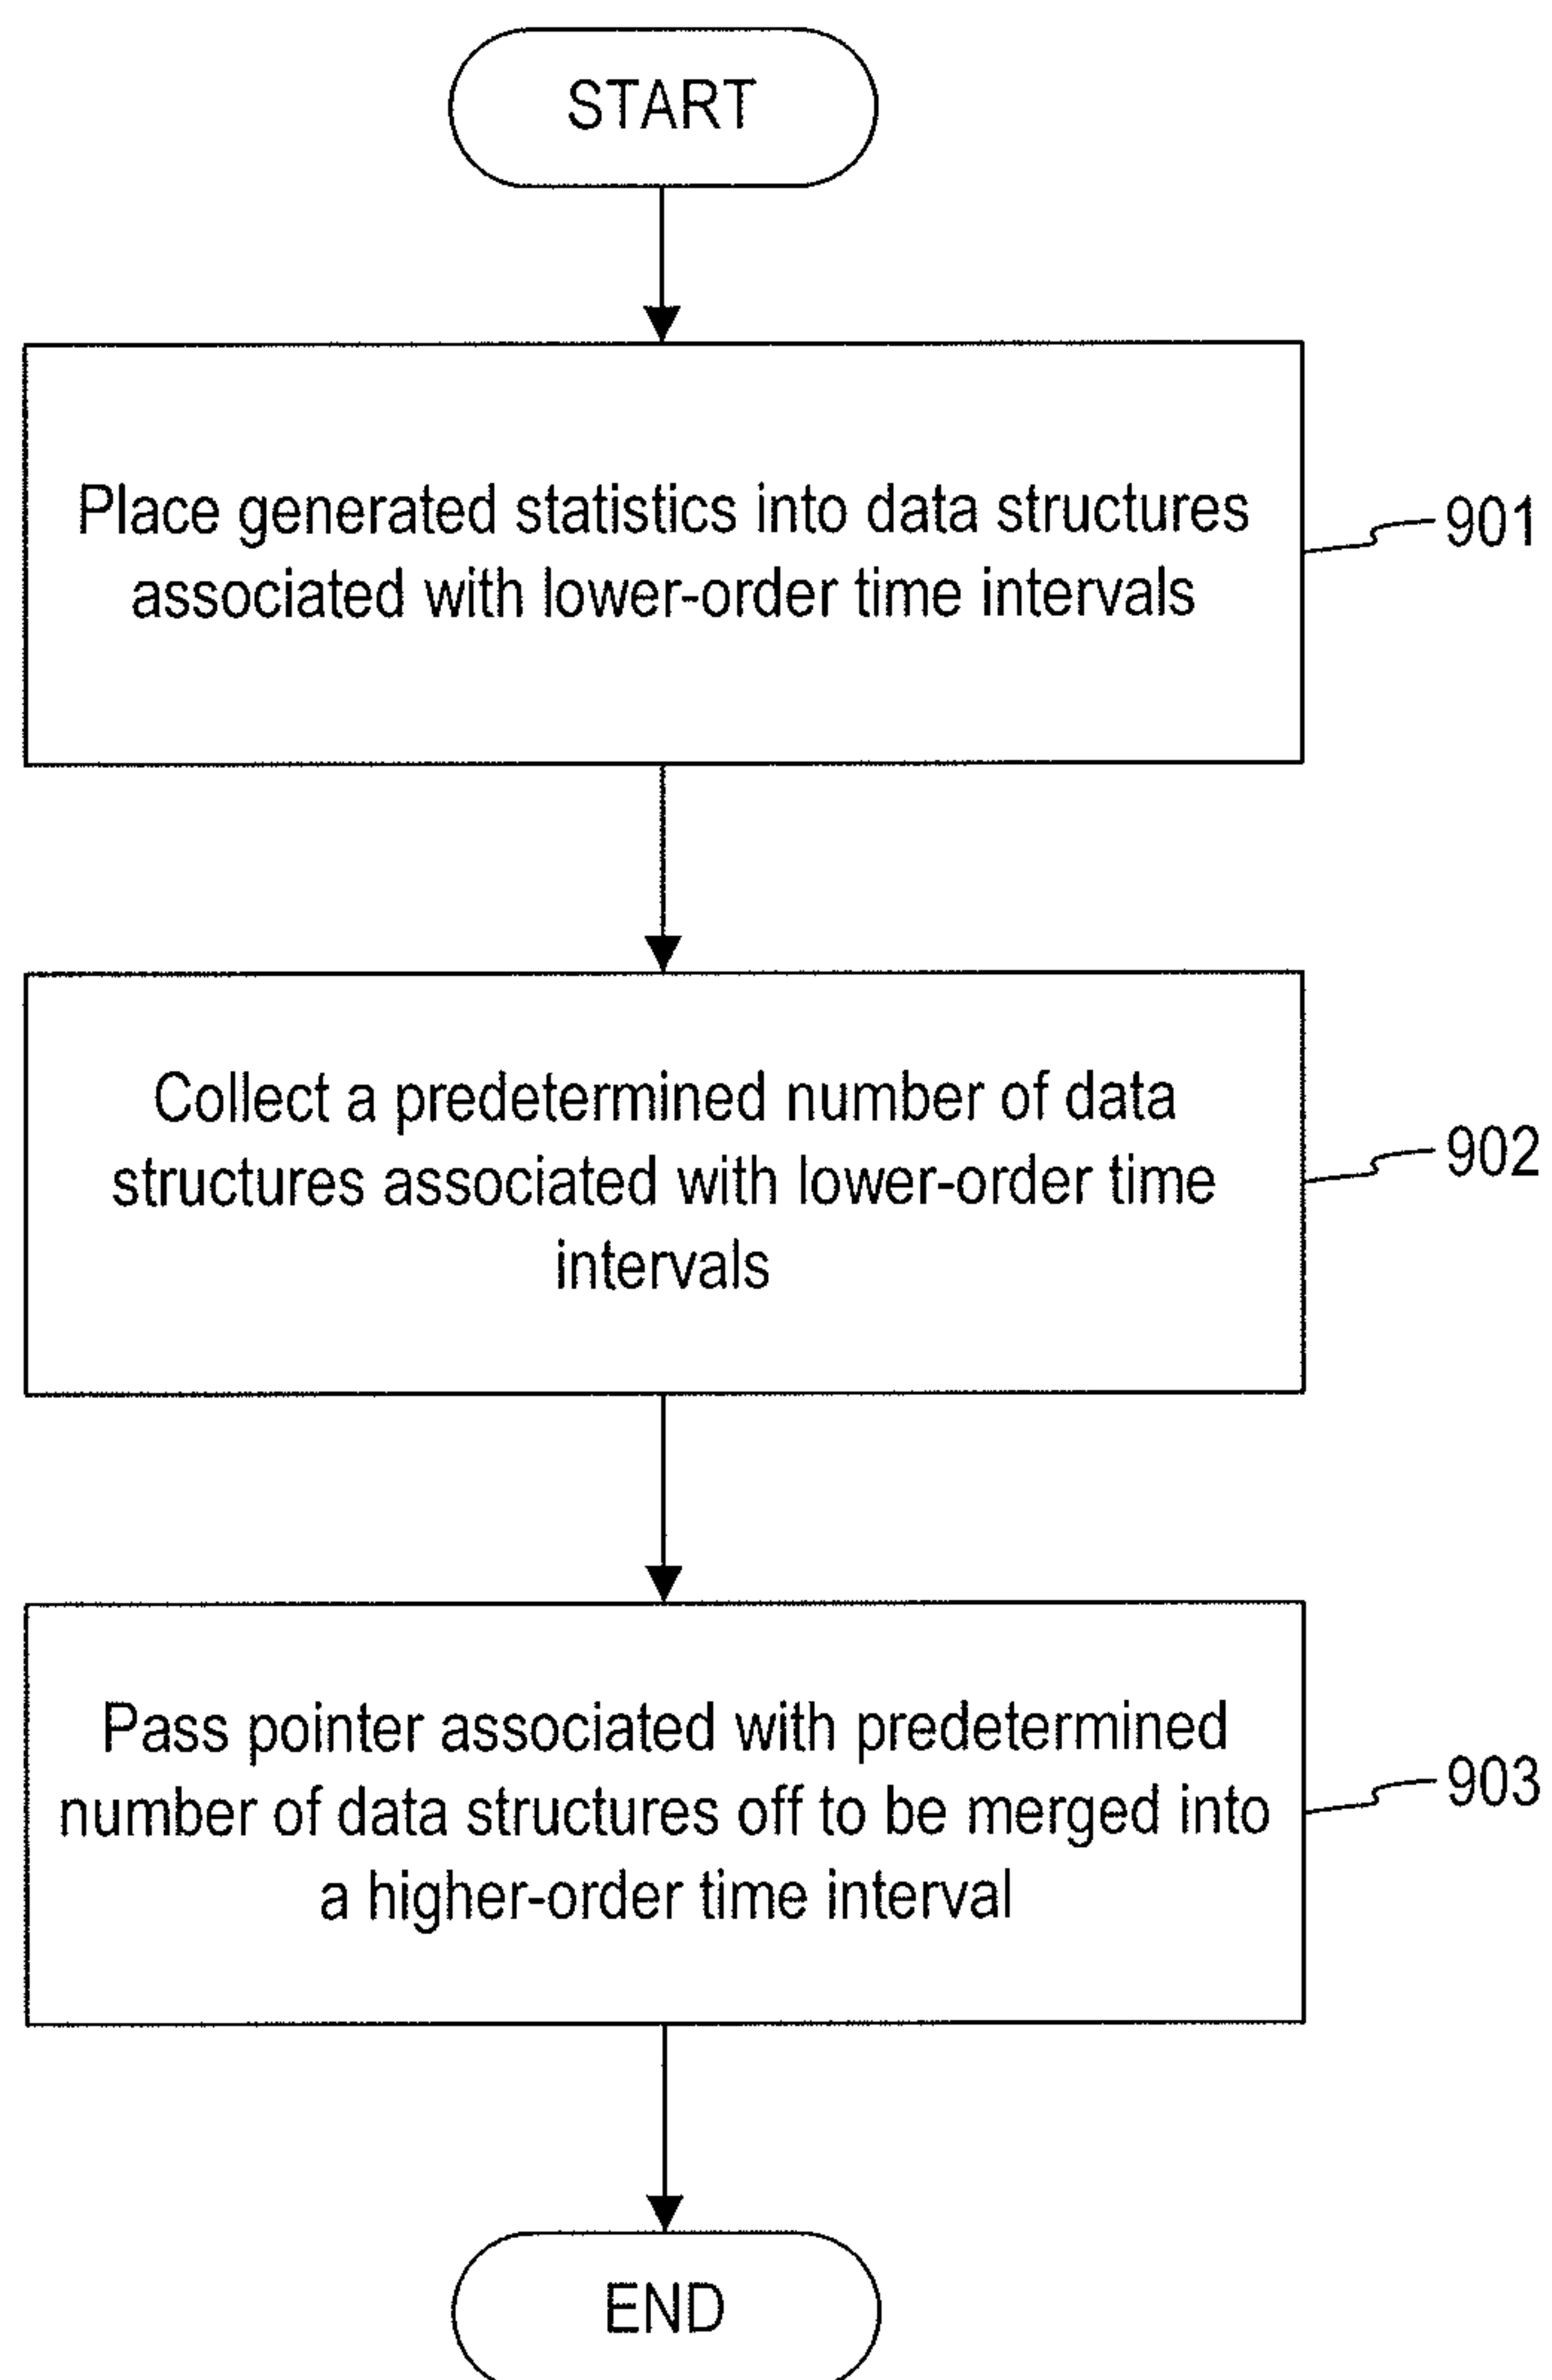 START
Place generated statistics into data structures
associated with lower-order time intervals
901
Collect a predetermined number of data
structures associated with lower-order time
intervals
902
Pass pointer associated with predetermined
number of data structures off to be merged into
a higher-order time interval
903
END